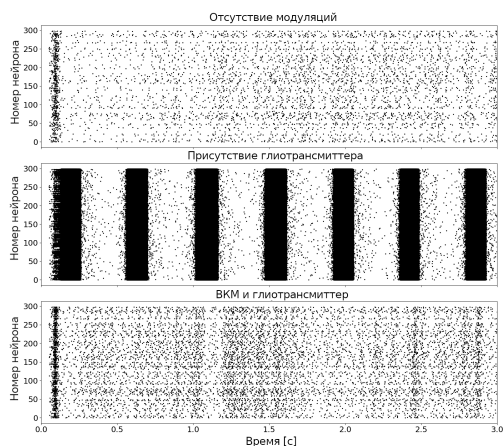 Отсутствие модуляций
Номер нейрона
300
250
200
150
100
50
0
Присутствие глиотрансмиттера
Номер нейрона
300
250
200
150
100
50
0
ВКМ и глиотрансмиттер
Номер нейрона
300
250
200
150
100
50
0
0.0 0.5 1.0 1.5 2.0 2.5 3.0
Время [с]